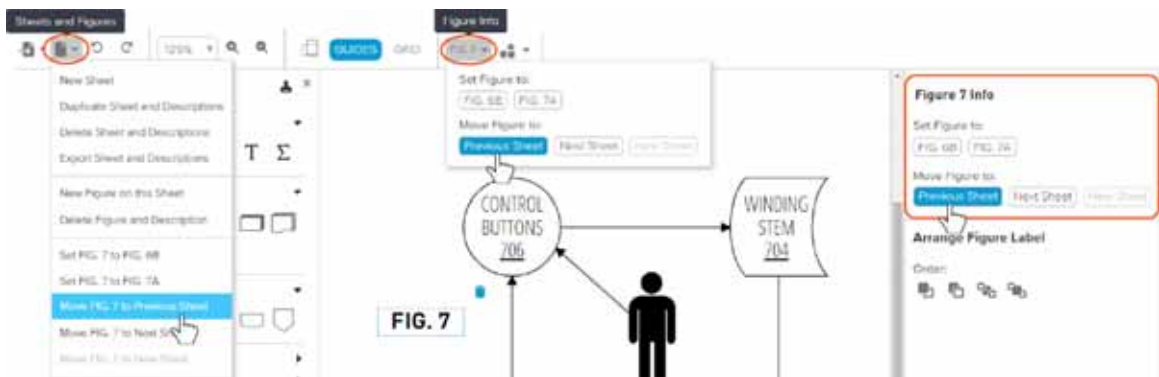 Sheets and Figures
Figure Info
125%
GUIDES
GRID
FIG. 7
New Sheet
Duplicate Sheet and Descriptions
Delete Sheet and Descriptions
Export Sheet and Descriptions
New Figure on this Sheet
Delete Figure and Description
Set FIG. 7 to FIG. 6B
Set FIG. 7 to FIG. 7A
Move FIG. 7 to Previous Sheet
Move FIG. 7 to Next
Move FIG. 7 to New Sheet
T Σ
Set Figure to:
FIG. 6B FIG. 7A
Move Figure to:
Previous Sheet Next Sheet New Sheet
CONTROL
BUTTONS
706
WINDING
STEM
704
FIG. 7
Figure 7 Info
Set Figure to:
FIG. 6B FIG. 7A
Move Figure to:
Previous Sheet Next Sheet New Sheet
Arrange Figure Label
Order: